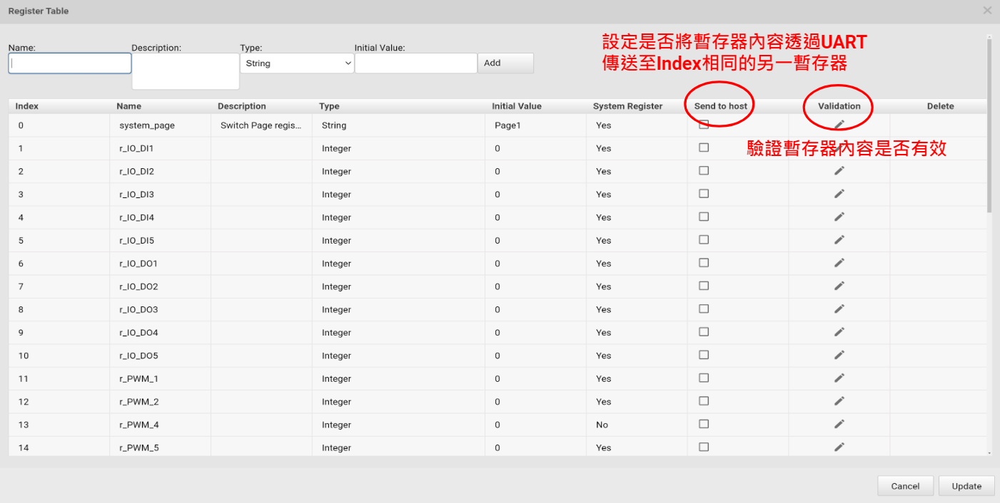 Register Table
設定是否將暫存器內容透過UART
傳送至Index相同的另一暫存器
Name: Description: Type: Initial Value:
String Add
Index Name Description Type Initial Value System Register Send to host Validation Delete
0 system_page Switch Page regis... String Page1 Yes
驗證暫存器內容是否有效
1 r_IO_DI1 Integer 0 Yes
2 r_IO_DI2 Integer 0 Yes
3 r_IO_DI3 Integer 0 Yes
4 r_IO_DI4 Integer 0 Yes
5 r_IO_DI5 Integer 0 Yes
6 r_IO_DO1 Integer 0 Yes
7 r_IO_DO2 Integer 0 Yes
8 r_IO_DO3 Integer 0 Yes
9 r_IO_DO4 Integer 0 Yes
10 r_IO_DO5 Integer 0 Yes
11 r_PWM_1 Integer 0 Yes
12 r_PWM_2 Integer 0 Yes
13 r_PWM_4 Integer 0 No
14 r_PWM_5 Integer 0 Yes
Cancel Update